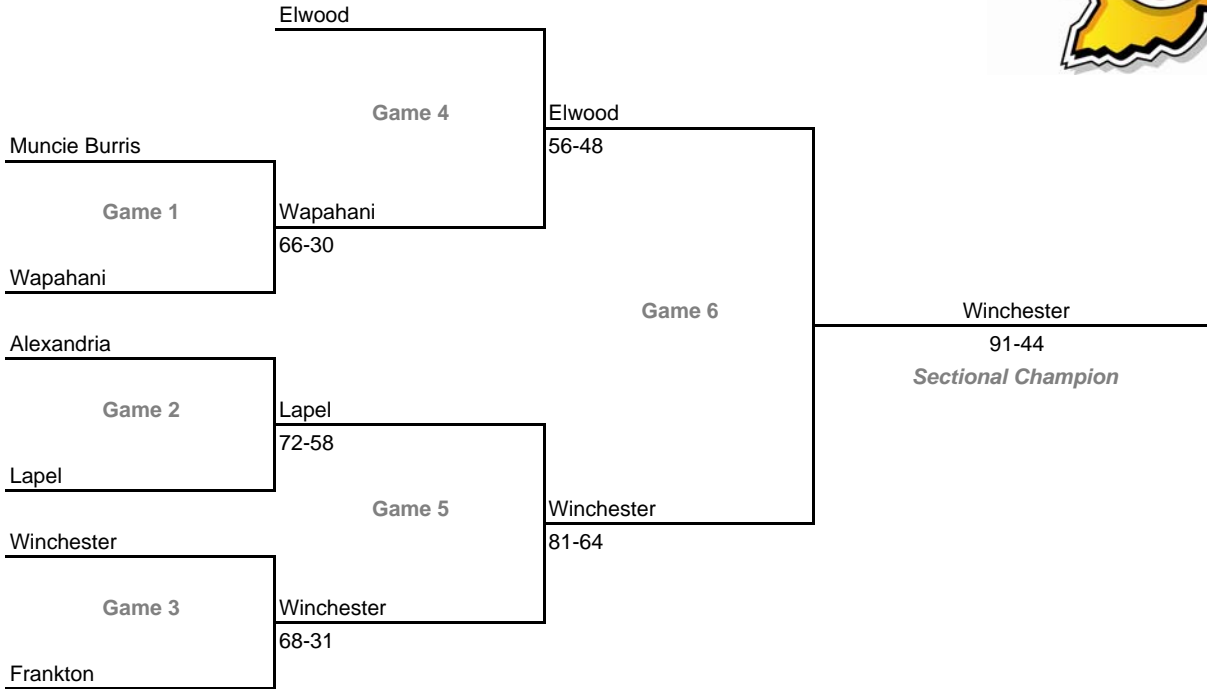 Elwood
Game 4
Elwood
Muncie Burris
56-48
Game 1
Wapahani
66-30
Wapahani
Game 6
Winchester
Alexandria
91-44
Sectional Champion
Game 2
Lapel
72-58
Lapel
Game 5
Winchester
Winchester
81-64
Game 3
Winchester
68-31
Frankton